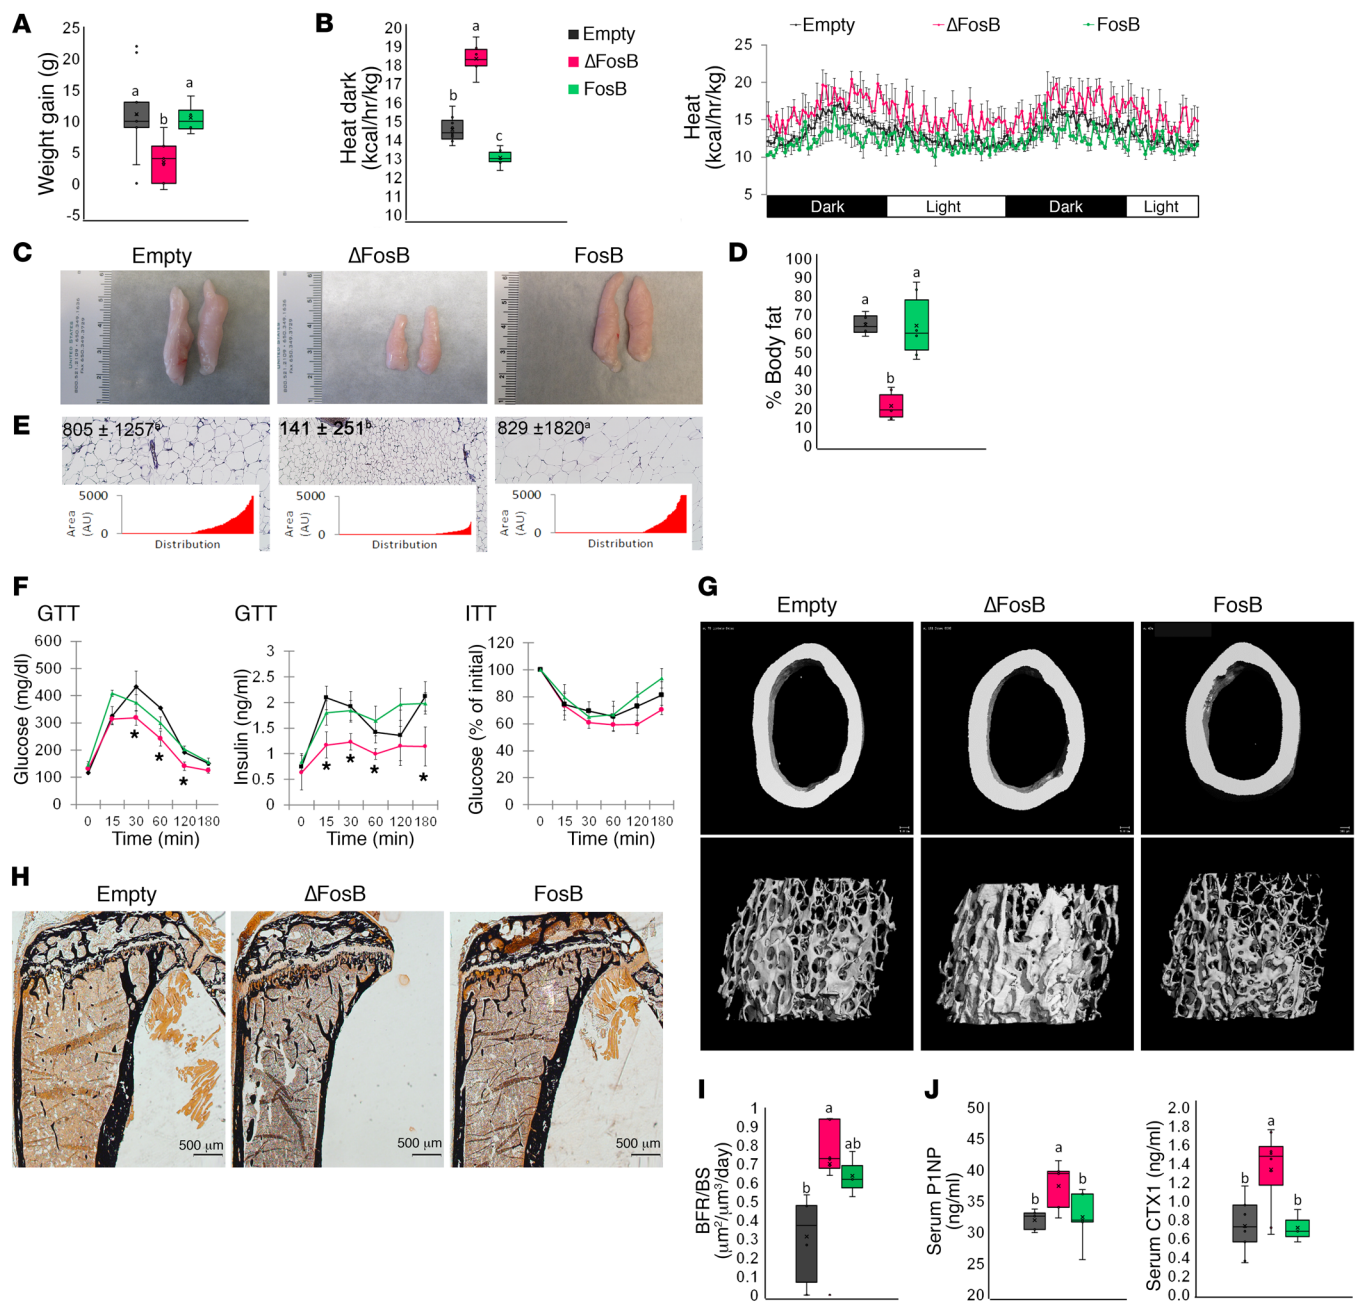 A
Weight gain (g)
25
20
15
10
5
0
-5
a
b
a
B
Heat dark
(kcal/hr/kg)
20
19
19
18
17
16
15
14
13
12
11
10
b
a
c
Empty
ΔFosB
FosB
Empty
ΔFosB
FosB
Heat
(kcal/hr/kg)
25
20
15
10
5
Dark
Light
Dark
Light
C
Empty
ΔFosB
FosB
D
% Body fat
100
90
80
70
60
50
40
30
20
10
0
a
b
a
E
805 ± 1257a
141 ± 251b
829 ±1820a
5000
Area
(AU)
0
Distribution
5000
Area
(AU)
0
Distribution
5000
Area
(AU)
0
Distribution
F
GTT
Glucose (mg/dl)
600
500
400
300
200
100
0
* * *
0 15 30 60 120 180
Time (min)
GTT
Insulin (ng/ml)
3
2.5
2
1.5
1
0.5
0
* * * *
0 15 30 60 120 180
Time (min)
ITT
Glucose (% of initial)
120
100
80
60
40
20
0
0 15 30 60 120 180
Time (min)
G
Empty
ΔFosB
FosB
H
Empty
ΔFosB
FosB
500 µm
500 µm
500 µm
I
BFR/BS
(µm²/µm³/day)
1
0.9
0.8
0.7
0.6
0.5
0.4
0.3
0.2
0.1
0
b
a
ab
J
Serum P1NP
(ng/ml)
50
45
40
35
30
25
20
b
a
b
Serum CTX1 (ng/ml)
2.0
1.8
1.6
1.4
1.2
1.0
0.8
0.6
0.4
0.2
0.0
b
a
b